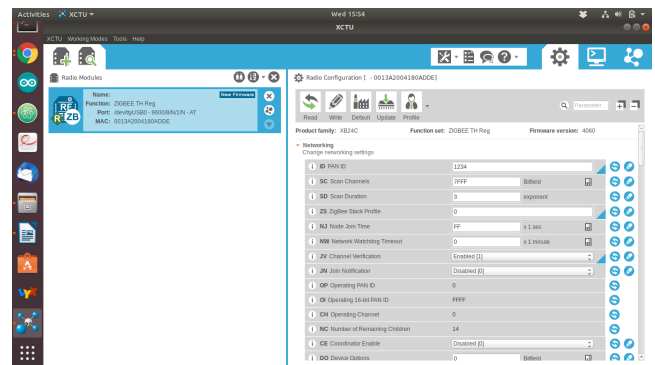 Activities XCTU Wed 15:54
XCTU
XCTU Working Modes Tools Help
Radio Modules
Radio Configuration [ - 0013A2004180ADDE]
Name: New Firmware
Function: ZIGBEE TH Reg
Port: /dev/ttyUSB0 - 9600/8/N/1/N - AT
MAC: 0013A2004180ADDE
RE
R ZB
Read Write Default Update Profile
Parameter
Product family: XB24C Function set: ZIGBEE TH Reg Firmware version: 4060
Networking
Change networking settings
i ID PAN ID 1234
i SC Scan Channels 7FFF Bitfield
i SD Scan Duration 3 exponent
i ZS ZigBee Stack Profile 0
i NJ Node Join Time FF x 1 sec
i NW Network Watchdog Timeout 0 x 1 minute
i JV Channel Verification Enabled [1]
i JN Join Notification Disabled [0]
i OP Operating PAN ID 0
i OI Operating 16-bit PAN ID FFFF
i CH Operating Channel 0
i NC Number of Remaining Children 14
i CE Coordinator Enable Disabled [0]
i DO Device Options 0 Bitfield